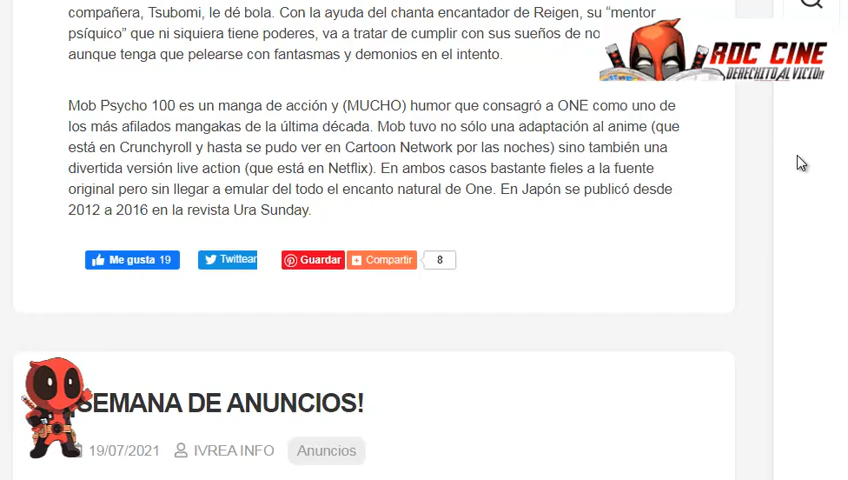 compañera, Tsubomi, le dé bola. Con la ayuda del chanta encantador de Reigen, su “mentor
psíquico” que ni siquiera tiene poderes, va a tratar de cumplir con sus sueños de no
aunque tenga que pelearse con fantasmas y demonios en el intento.
RDC CINE
DERECHITO AL VICIO!!
Mob Psycho 100 es un manga de acción y (MUCHO) humor que consagró a ONE como uno de
los más afilados mangakas de la última década. Mob tuvo no sólo una adaptación al anime (que
está en Crunchyroll y hasta se pudo ver en Cartoon Network por las noches) sino también una
divertida versión live action (que está en Netflix). En ambos casos bastante fieles a la fuente
original pero sin llegar a emular del todo el encanto natural de One. En Japón se publicó desde
2012 a 2016 en la revista Ura Sunday.
Me gusta 19
Twittear
Guardar
Compartir
8
SEMANA DE ANUNCIOS!
19/07/2021
IVREA INFO
Anuncios